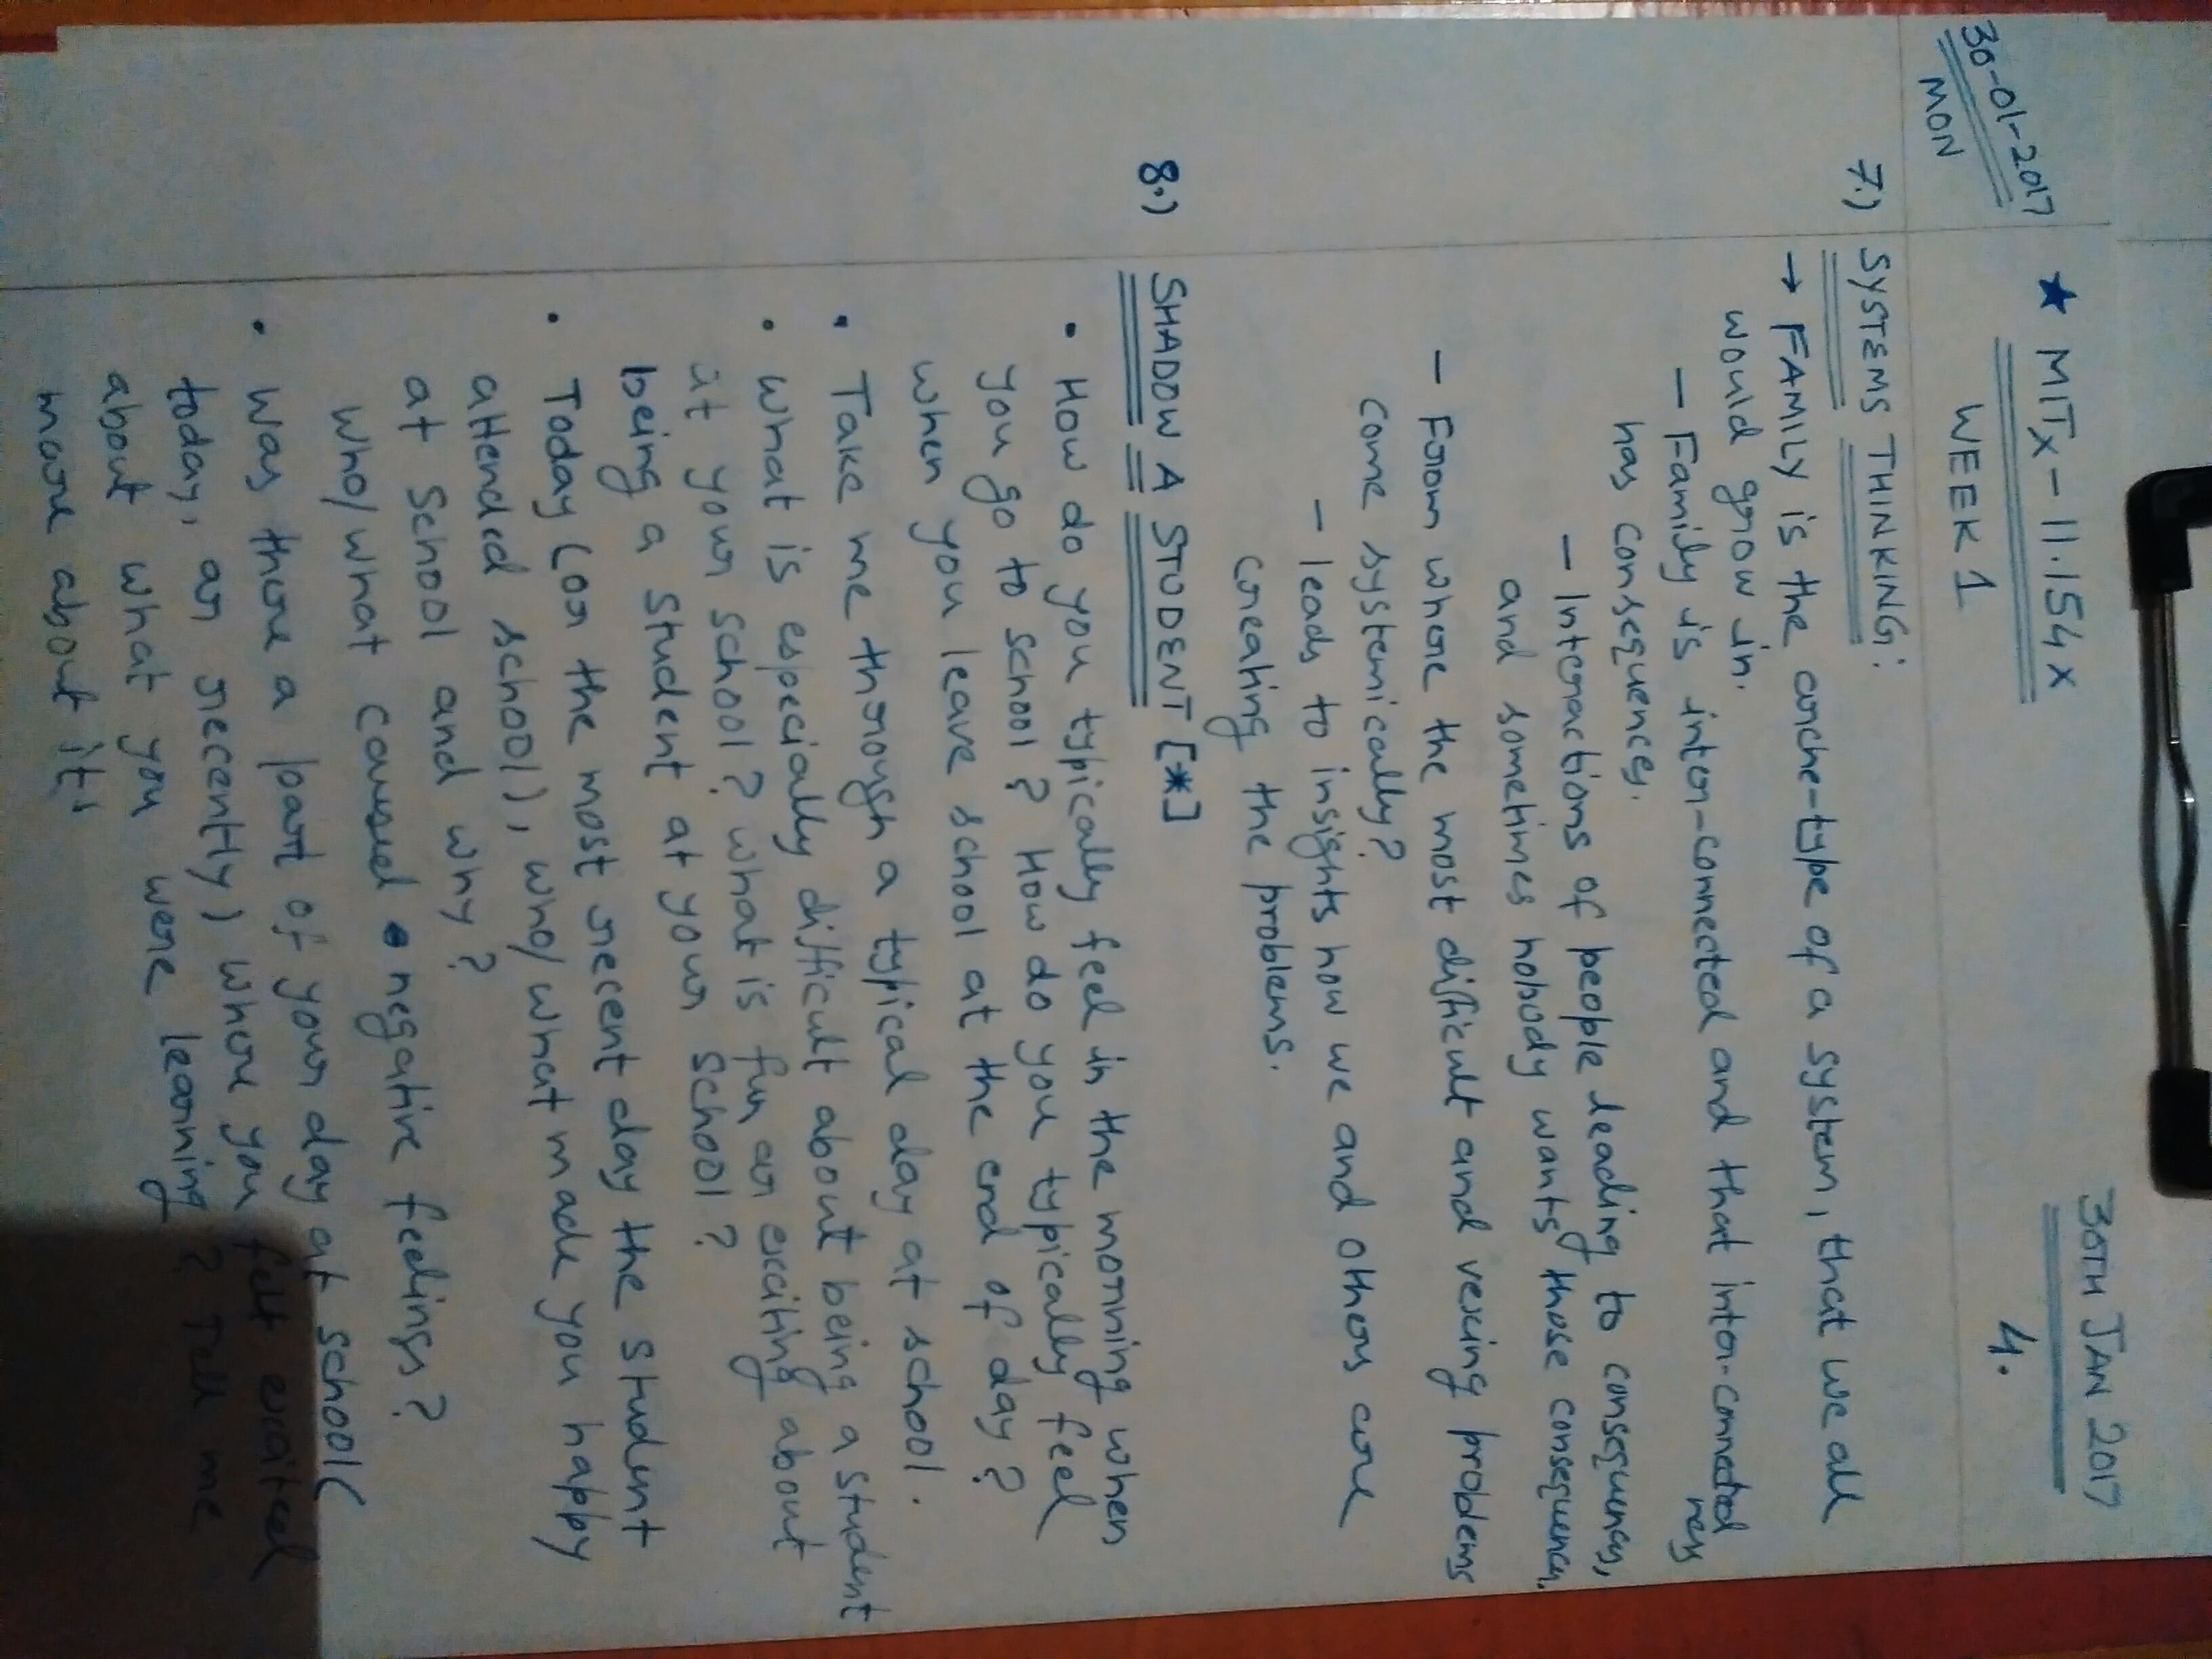 30TH JAN 2017
★ MITx - 11.154x
30-01-2017
4.
WEEK 1
MON
7.) SYSTEMS THINKING:
→ FAMILY is the arche-type of a system, that we all
would grow in.
- Family is inter-connected and that inter-connected
ness
has consequences.
- Interactions of people leading to consequences,
and sometimes nobody wants those consequences.
- From where the most difficult and vexing problems
come systemically?
- leads to insights how we and others are
creating the problems.
8.) SHADOW A STUDENT [*]
• How do you typically feel in the morning when
you go to school? How do you typically feel
when you leave school at the end of day?
• Take me through a typical day at school.
• What is especially difficult about being a student
at your school? What is fun or exciting about
being a student at your school?
• Today (or the most recent day the student
attended school), who/what made you happy
at school and why?
Who/what caused negative feelings?
• Was there a part of your day at school (
today, or recently) where you felt excited
about what you were learning? Tell me
more about it.